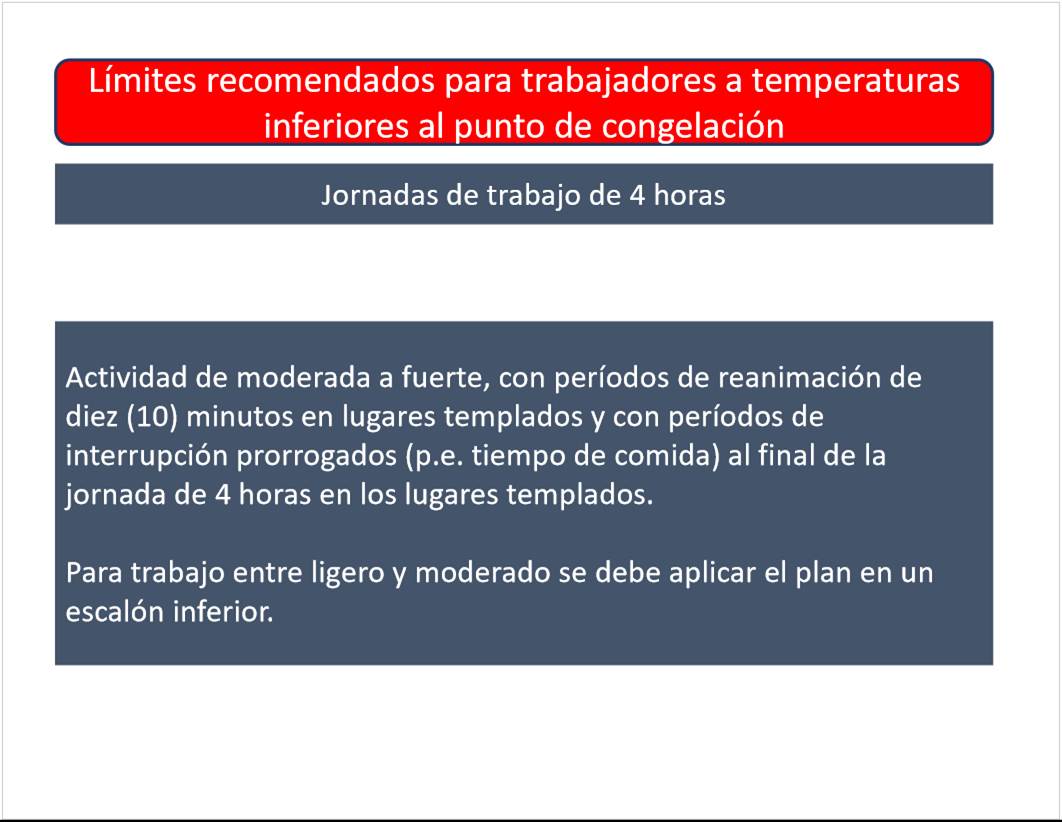 Límites recomendados para trabajadores a temperaturas
inferiores al punto de congelación
Jornadas de trabajo de 4 horas
Actividad de moderada a fuerte, con períodos de reanimación de
diez (10) minutos en lugares templados y con períodos de
interrupción prorrogados (p.e. tiempo de comida) al final de la
jornada de 4 horas en los lugares templados.
Para trabajo entre ligero y moderado se debe aplicar el plan en un
escalón inferior.